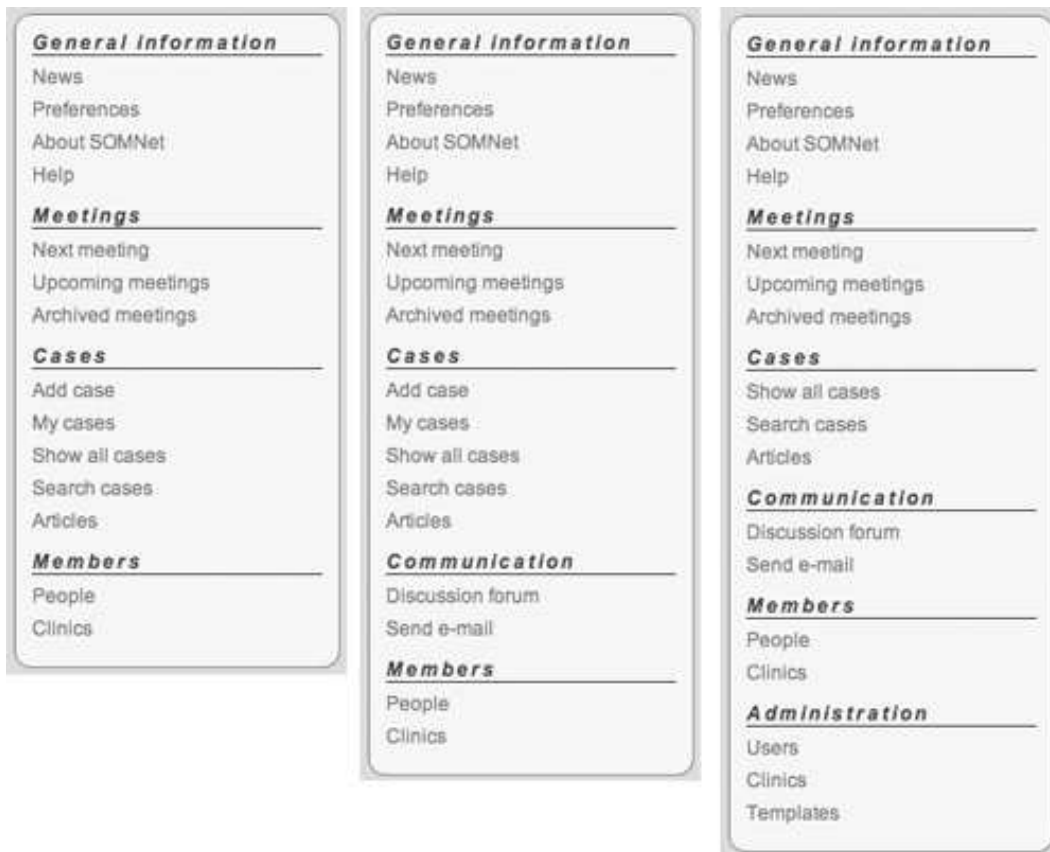 General information
News
Preferences
About SOMNet
Help
Meetings
Next meeting
Upcoming meetings
Archived meetings
Cases
Add case
My cases
Show all cases
Search cases
Articles
Members
People
Clinics
General information
News
Preferences
About SOMNet
Help
Meetings
Next meeting
Upcoming meetings
Archived meetings
Cases
Add case
My cases
Show all cases
Search cases
Articles
Communication
Discussion forum
Send e-mail
Members
People
Clinics
General information
News
Preferences
About SOMNet
Help
Meetings
Next meeting
Upcoming meetings
Archived meetings
Cases
Show all cases
Search cases
Articles
Communication
Discussion forum
Send e-mail
Members
People
Clinics
Administration
Users
Clinics
Templates